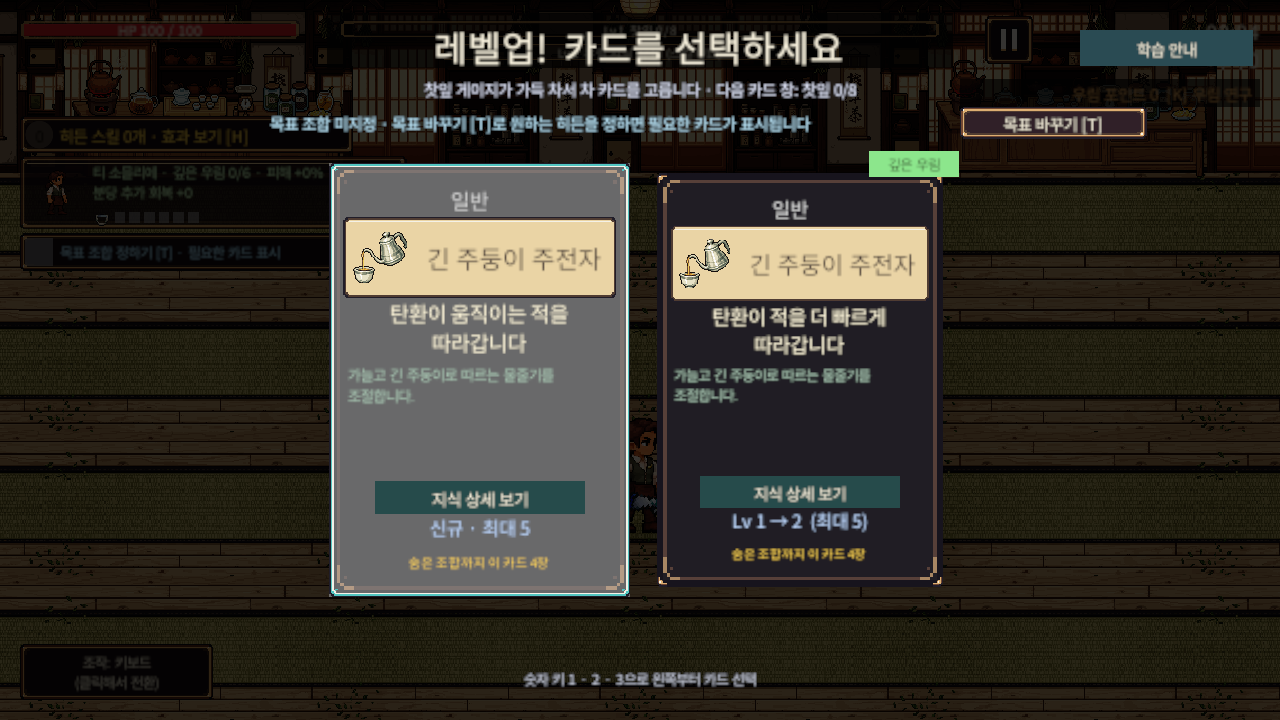 HP 100 / 100
레벨업! 카드를 선택하세요
학습 안내
찻잎 게이지가 가득 차서 차 카드를 고릅니다 · 다음 카드 창: 찻잎 0/8
우림 포인트 0 [K] 우림 연구
목표 조합 미지정 · 목표 바꾸기 [T]로 원하는 히든을 정하면 필요한 카드가 표시됩니다
목표 바꾸기 [T]
히든 스킬 0개 · 효과 보기 [H]
티 소믈리에 · 깊은 우림 0/6 · 피해 +0%
분당 추가 회복 +0
목표 조합 정하기 [T] · 필요한 카드 표시
일반
긴 주둥이 주전자
탄환이 움직이는 적을
따라갑니다
가늘고 긴 주둥이로 따르는 물줄기를
조절합니다.
지식 상세 보기
신규 · 최대 5
숨은 조합까지 이 카드 4장
깊은 우림
일반
긴 주둥이 주전자
탄환이 적을 더 빠르게
따라갑니다
가늘고 긴 주둥이로 따르는 물줄기를
조절합니다.
지식 상세 보기
Lv 1 → 2 (최대 5)
숨은 조합까지 이 카드 4장
조작: 키보드
(클릭해서 전환)
숫자 키 1 · 2 · 3으로 왼쪽부터 카드 선택